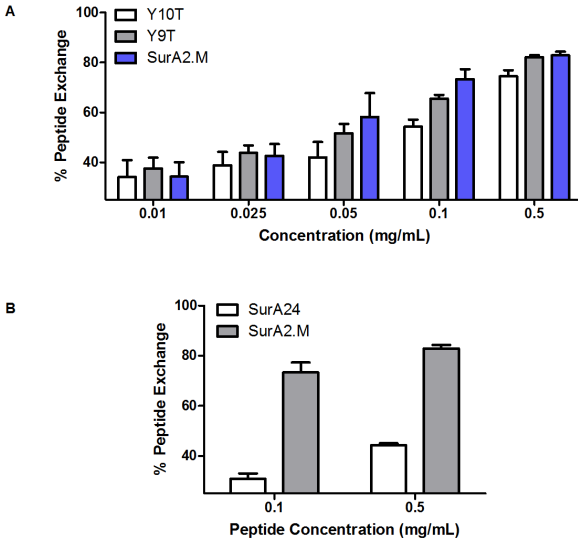 A
Y10T
Y9T
SurA2.M
% Peptide Exchange
100
80
60
40
0.01 0.025 0.05 0.1 0.5
Concentration (mg/mL)
B
SurA24
SurA2.M
% Peptide Exchange
100
80
60
40
0.1 0.5
Peptide Concentration (mg/mL)